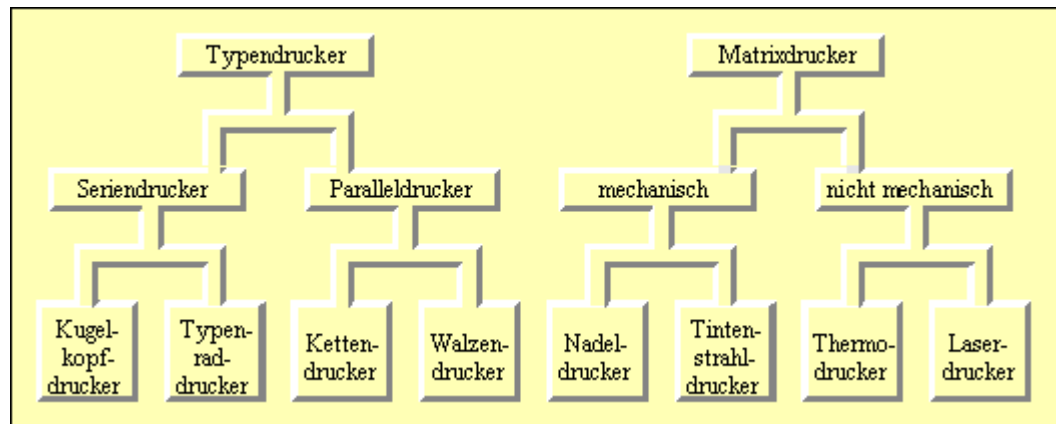 Typendrucker
Matrixdrucker
Seriendrucker
Paralleldrucker
mechanisch
nicht mechanisch
Kugel-
kopf-
drucker
Typen-
rad-
drucker
Ketten-
drucker
Walzen-
drucker
Nadel-
drucker
Tinten-
strahl-
drucker
Thermo-
drucker
Laser-
drucker